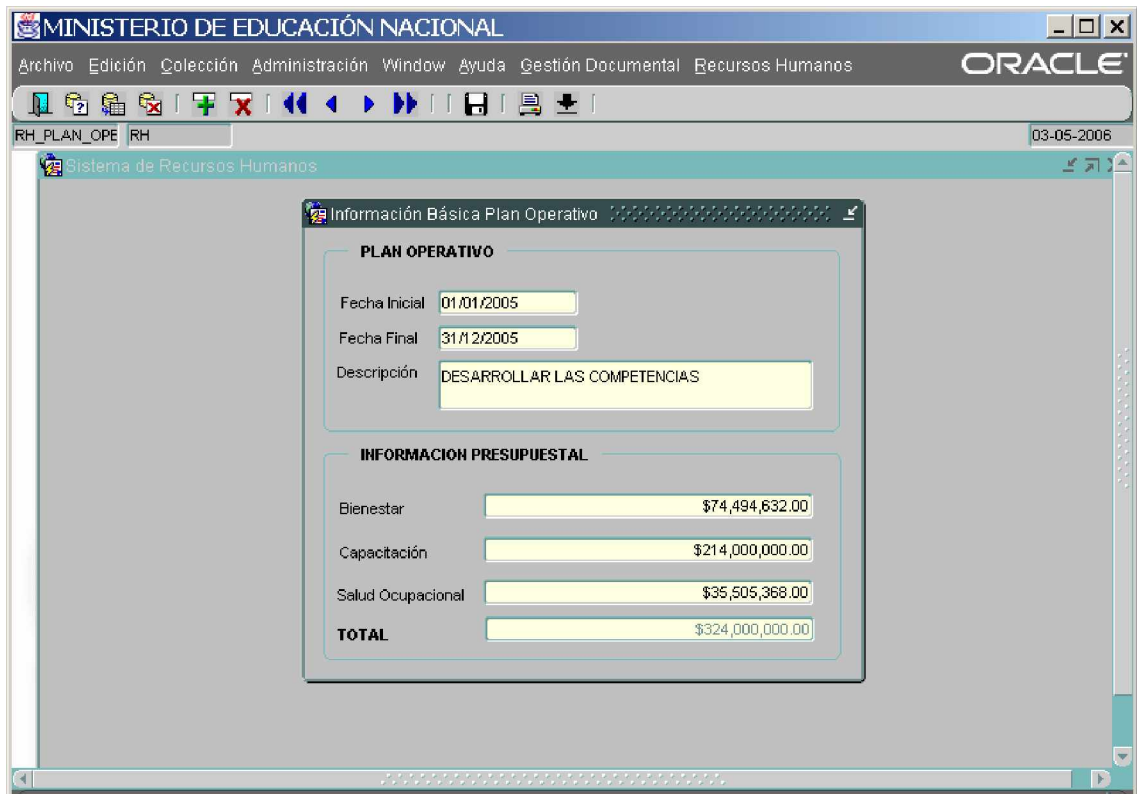 MINISTERIO DE EDUCACIÓN NACIONAL
Archivo Edición Colección Administración Window Ayuda Gestión Documental Recursos Humanos ORACLE
RH_PLAN_OPE RH 03-05-2006
Sistema de Recursos Humanos
Información Básica Plan Operativo
PLAN OPERATIVO
Fecha Inicial 01/01/2005
Fecha Final 31/12/2005
Descripción DESARROLLAR LAS COMPETENCIAS
INFORMACION PRESUPUESTAL
Bienestar $74,494,632.00
Capacitación $214,000,000.00
Salud Ocupacional $35,505,368.00
TOTAL $324,000,000.00